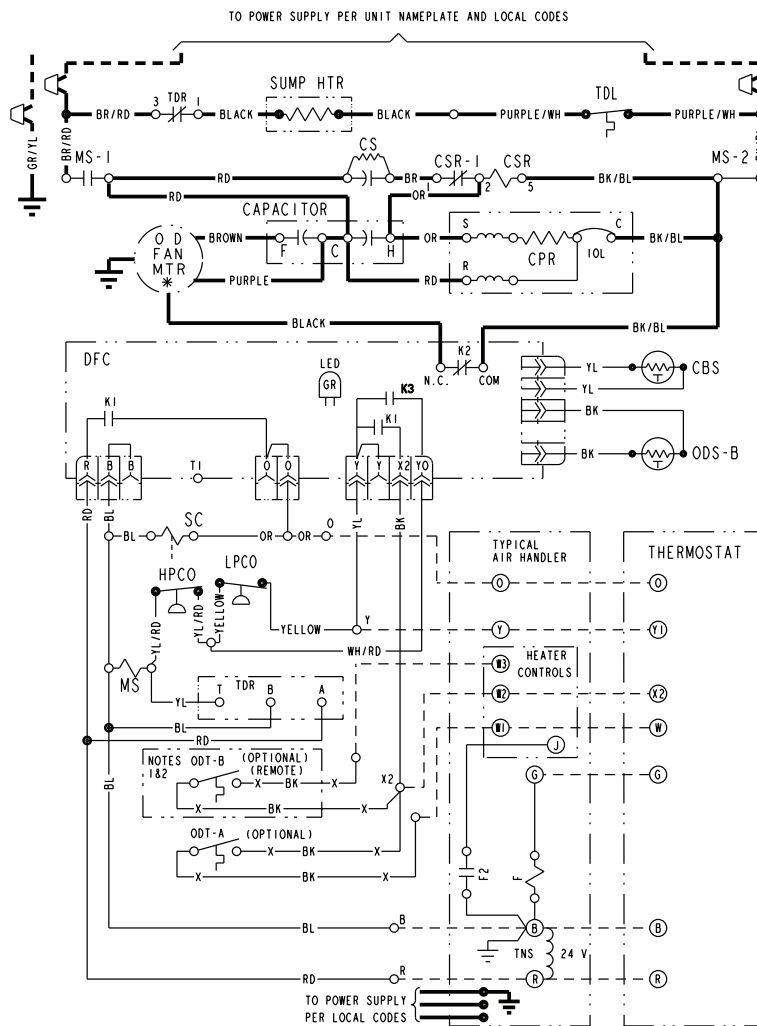 TO POWER SUPPLY PER UNIT NAMEPLATE AND LOCAL CODES
SUMP HTR
TDL
3 TDR 1
BR/RD BLACK BLACK PURPLE/WH PURPLE/WH
GR/YL
BR/RD
MS-1 CS CSR-1 CSR MS-2
RD BR 1 2 5 BK/BL
RD OR
CAPACITOR
F C H
OD
FAN
MTR
*
BROWN
PURPLE
OR S CPR IOL C BK/BL
RD R
BLACK
BK/BL
DFC
LED
GR
K2
N.C. COM
YL CBS
YL
BK
BK ODS-B
K1
K3
K1
R B B T1 O O Y Y X2 YO
RD BL OR YL BK
BL SC OR OR O
HPCO LPCO
YL/RD YL/RD YELLOW
YELLOW Y
WH/RD
MS
YL
TDR
T B A
BL
RD
BL
NOTES
1&2
ODT-B (OPTIONAL)
(REMOTE)
X BK X
X BK X
X2
ODT-A (OPTIONAL)
X BK X
X BK X
TYPICAL
AIR HANDLER
THERMOSTAT
O O
Y Y1
HEATER
CONTROLS
W3
W2 X2
W1 W
J
G G
F2 F
BL B B B
TNS 24 V
RD R R R
TO POWER SUPPLY
PER LOCAL CODES